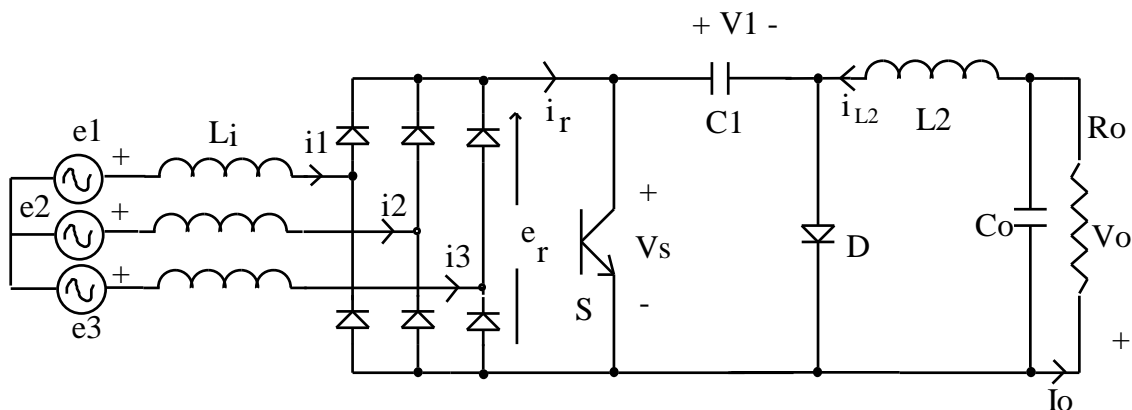 + V1 -
i r
C1
i L2
L2
Ro
e1
+
Li
i1
e2
+
i2
e r
+
Vs
-
S
D
Co
Vo
+
i3
e3
+
Io